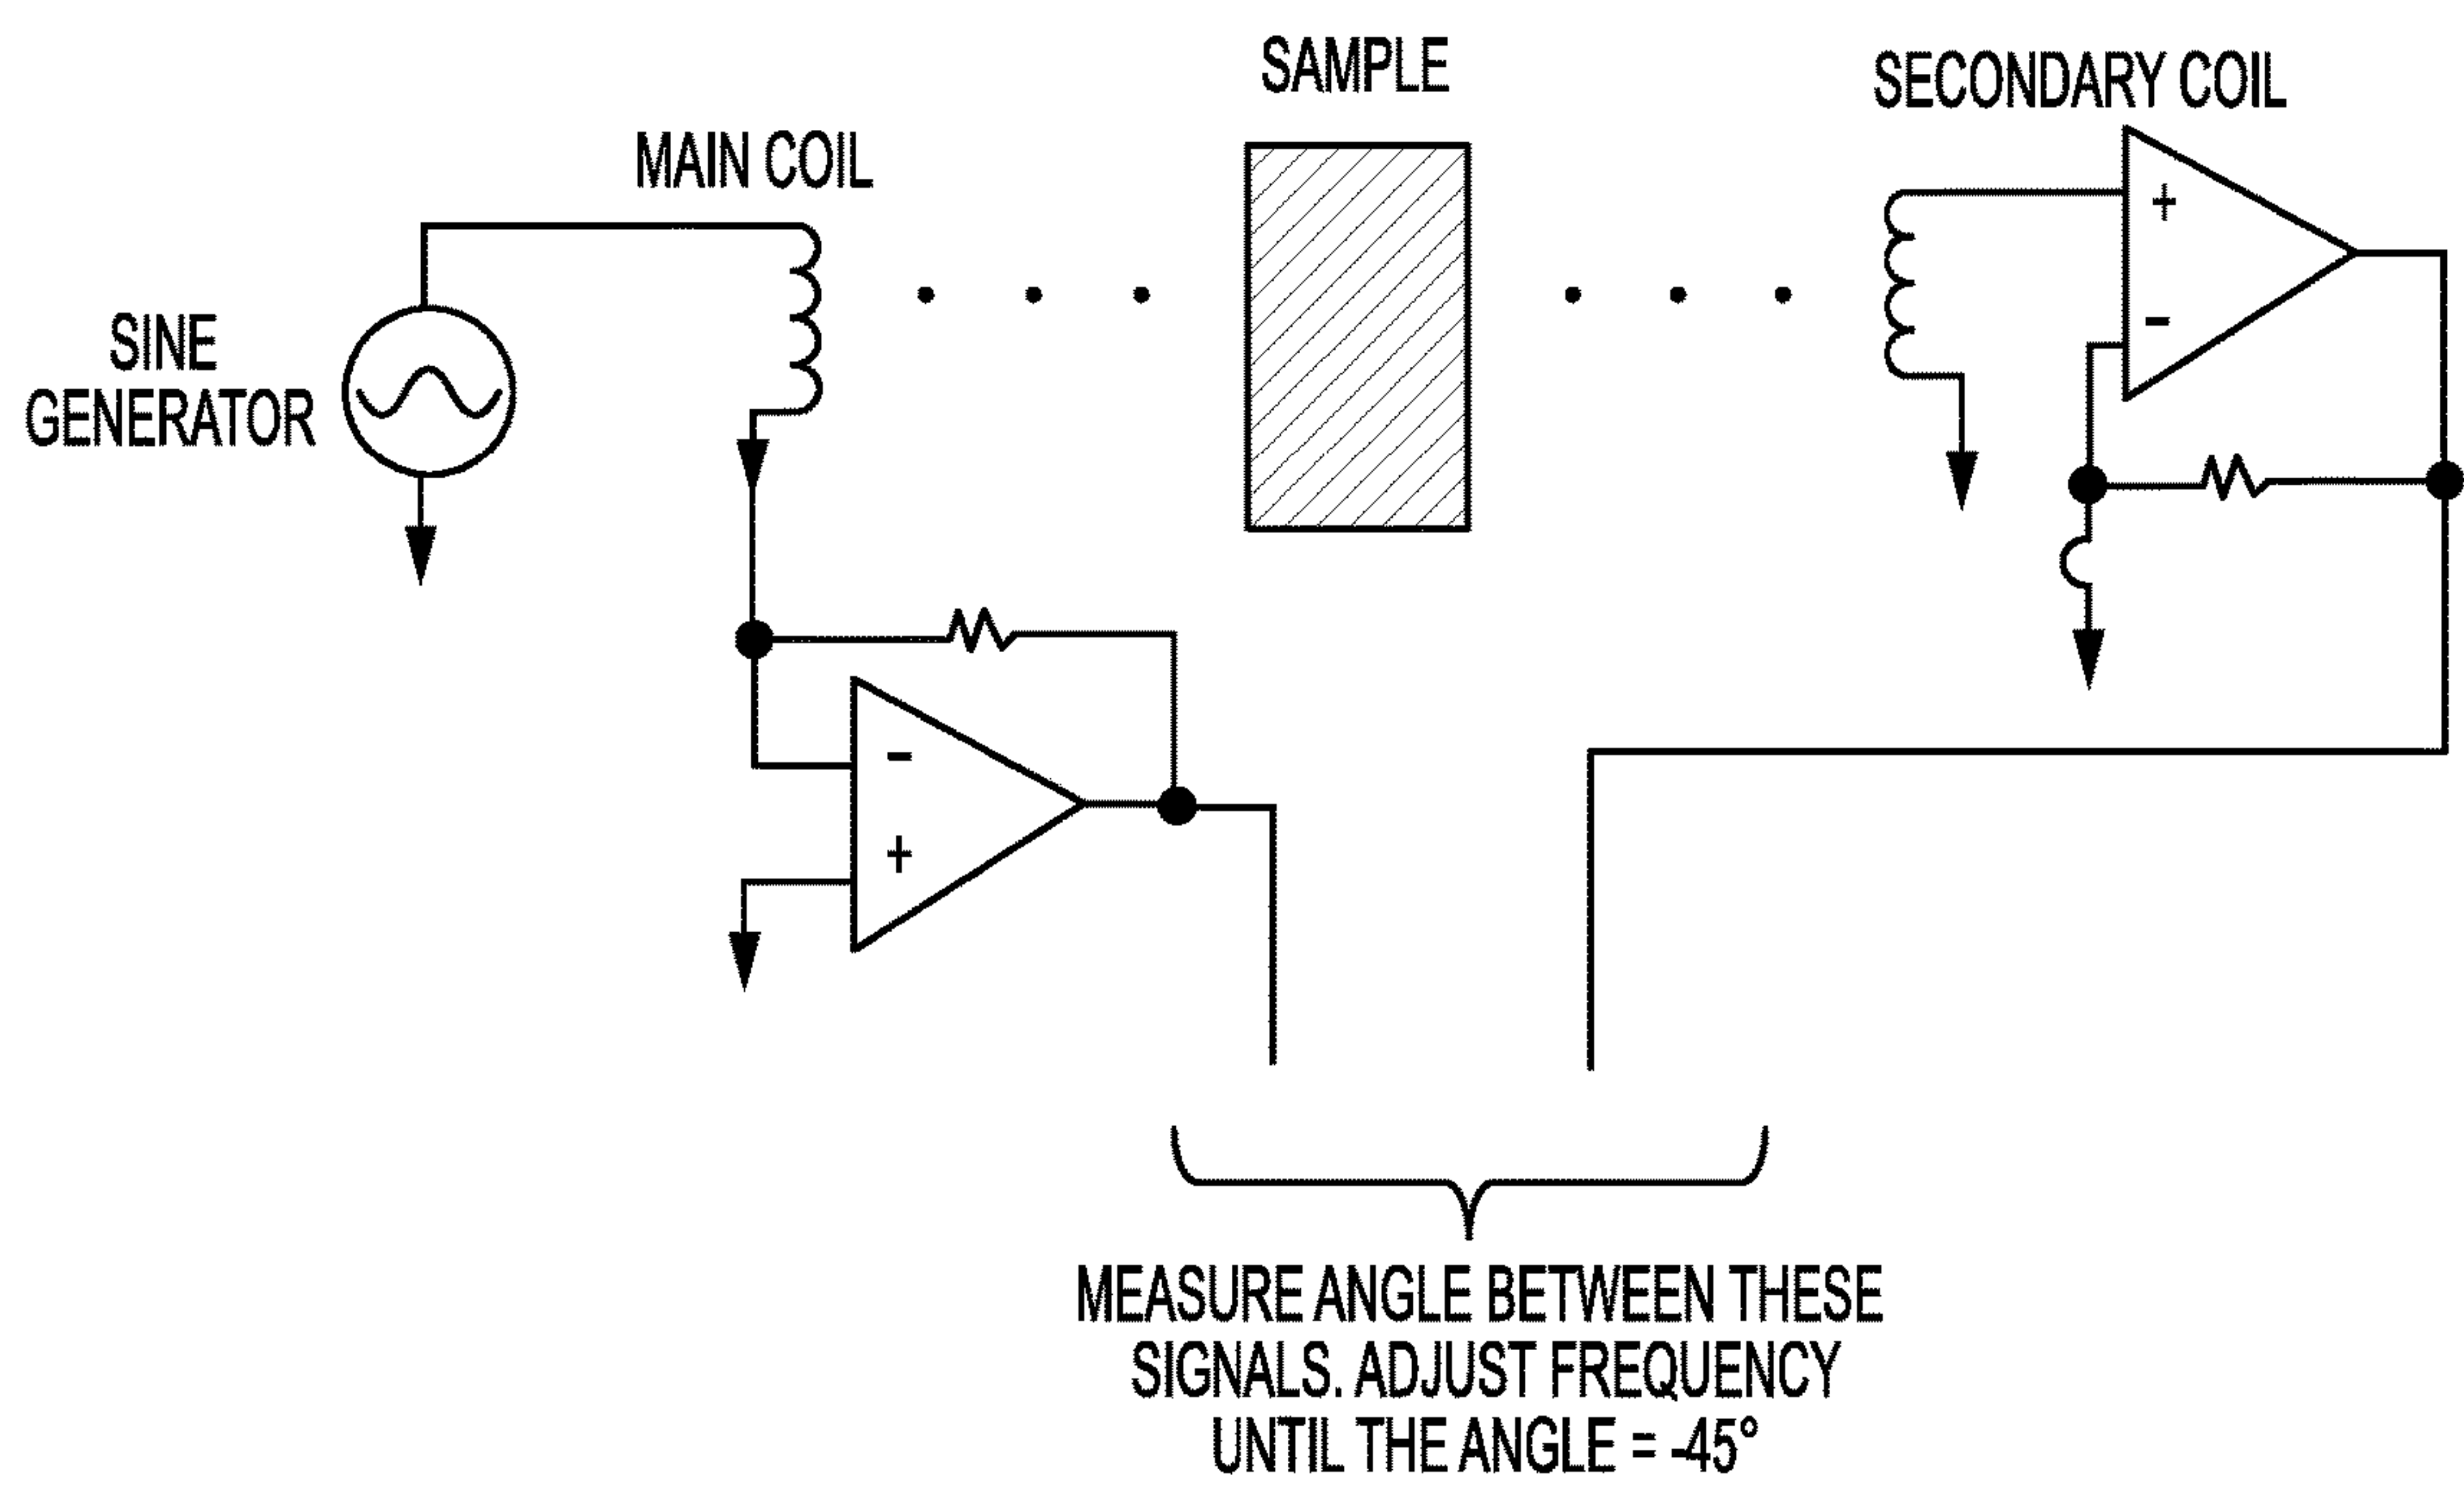 SAMPLE
SECONDARY COIL
MAIN COIL
SINE
GENERATOR
+
-
-
+
MEASURE ANGLE BETWEEN THESE
SIGNALS. ADJUST FREQUENCY
UNTIL THE ANGLE = -45°